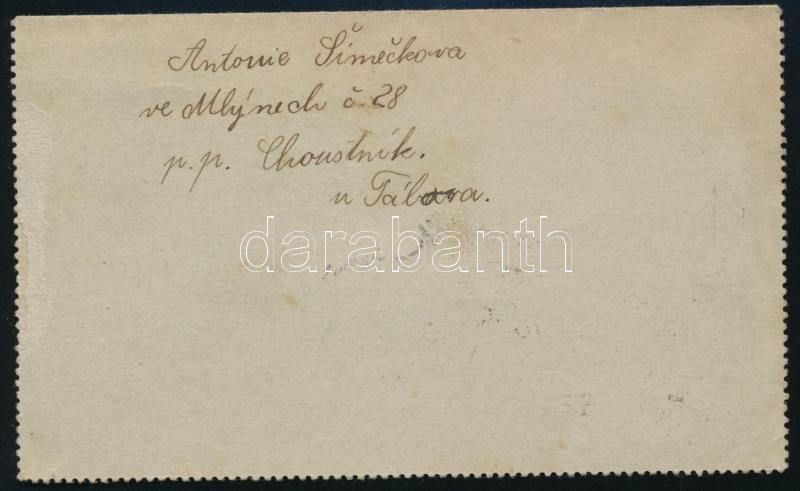 Antonie Šimečkova
ve Mlýnech č. 28
p. p. Choustník.
u Tábora.
darabanth